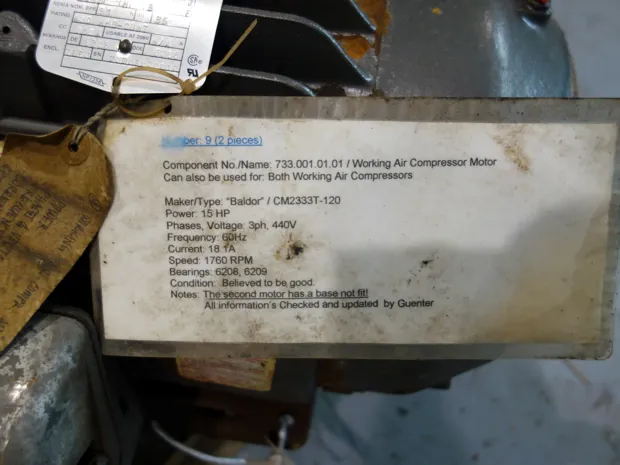 USABLE AT 208V
: 9 (2 pieces)
Component No./Name: 733.001.01.01 / Working Air Compressor Motor
Can also be used for: Both Working Air Compressors
Maker/Type: "Baldor" / CM2333T-120
Power: 15 HP
Phases, Voltage: 3ph, 440V
Frequency: 60Hz
Current: 18.1A
Speed: 1760 RPM
Bearings: 6208, 6209
Condition: Believed to be good.
Notes: The second motor has a base not fit!
All information's Checked and updated by Guenter